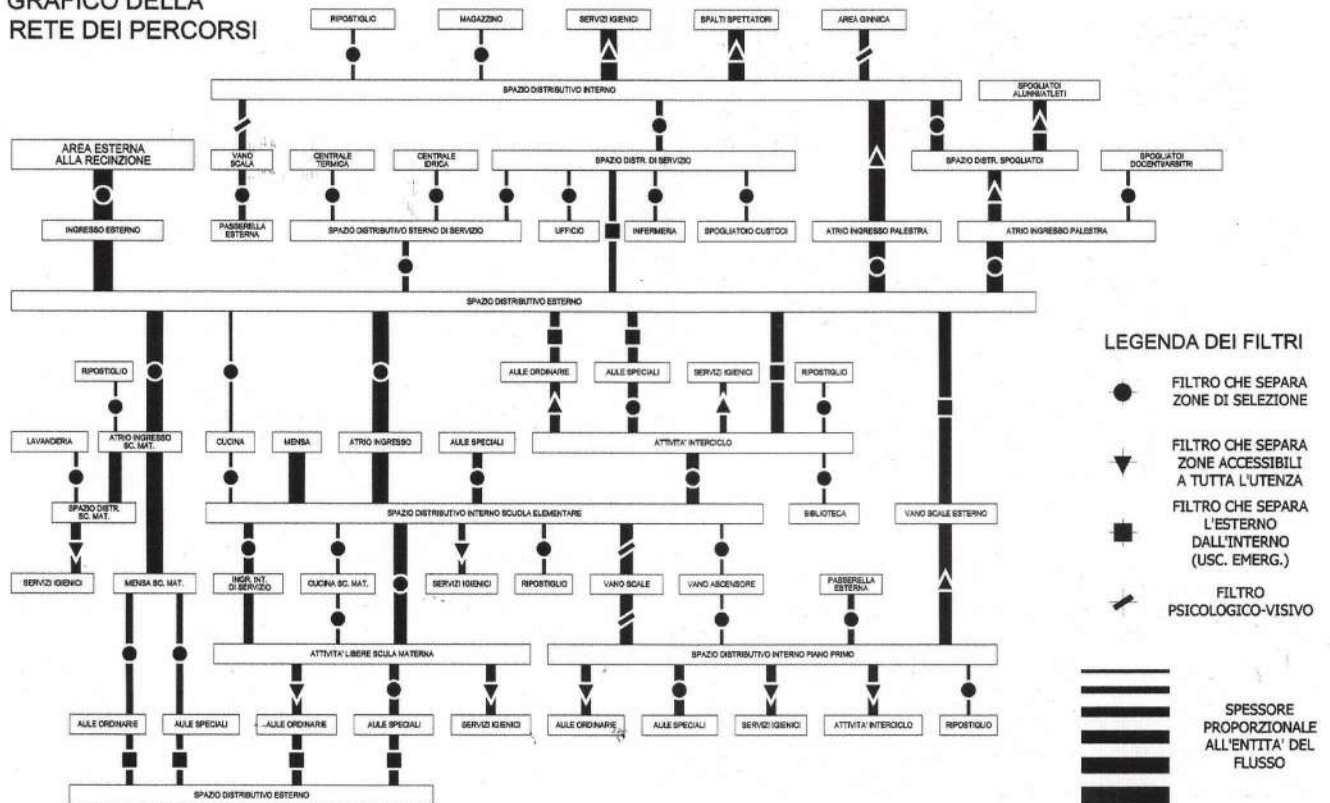 GRAFICO DELLA
RETE DEI PERCORSI
RIPOSTIGLIO
MAGAZZINO
SERVIZI IGIENICI
SPALTI SPETTATORI
AREA GINNICA
SPAZIO DISTRIBUTIVO INTERNO
SPOGLIATOI
ALUNNI/ATLETI
AREA ESTERNA
ALLA RECINZIONE
VANO
SCALA
CENTRALE
TERMICA
CENTRALE
IDRICA
SPAZIO DISTR. DI SERVIZIO
SPAZIO DISTR. SPOGLIATOI
SPOGLIATOI
DOCENTI/ARBITRI
INGRESSO ESTERNO
PASSERELLA
ESTERNA
SPAZIO DISTRIBUTIVO STERNO DI SERVIZIO
UFFICIO
INFERMERIA
SPOGLIATOIO CUSTODI
ATRIO INGRESSO PALESTRA
ATRIO INGRESSO PALESTRA
SPAZIO DISTRIBUTIVO ESTERNO
RIPOSTIGLIO
AULE ORDINARIE
AULE SPECIALI
SERVIZI IGIENICI
RIPOSTIGLIO
LAVANDERIA
ATRIO INGRESSO
SC. MAT.
CUCINA
MENSA
ATRIO INGRESSO
AULE SPECIALI
ATTIVITA' INTERCICLO
SPAZIO DISTR.
SC. MAT.
SPAZIO DISTRIBUTIVO INTERNO SCUOLA ELEMENTARE
BIBLIOTECA
VANO SCALE ESTERNO
SERVIZI IGIENICI
MENSA SC. MAT.
INGR. INT.
DI SERVIZIO
CUCINA SC. MAT.
SERVIZI IGIENICI
RIPOSTIGLIO
VANO SCALE
VANO ASCENSORE
PASSERELLA
ESTERNA
ATTIVITA' LIBERE SCULA MATERNA
SPAZIO DISTRIBUTIVO INTERNO PIANO PRIMO
AULE ORDINARIE
AULE SPECIALI
AULE ORDINARIE
AULE SPECIALI
SERVIZI IGIENICI
AULE ORDINARIE
AULE SPECIALI
SERVIZI IGIENICI
ATTIVITA' INTERCICLO
RIPOSTIGLIO
SPAZIO DISTRIBUTIVO ESTERNO
LEGENDA DEI FILTRI
FILTRO CHE SEPARA
ZONE DI SELEZIONE
FILTRO CHE SEPARA
ZONE ACCESSIBILI
A TUTTA L'UTENZA
FILTRO CHE SEPARA
L'ESTERNO
DALL'INTERNO
(USC. EMERG.)
FILTRO
PSICOLOGICO-VISIVO
SPESSORE
PROPORZIONALE
ALL'ENTITA' DEL
FLUSSO